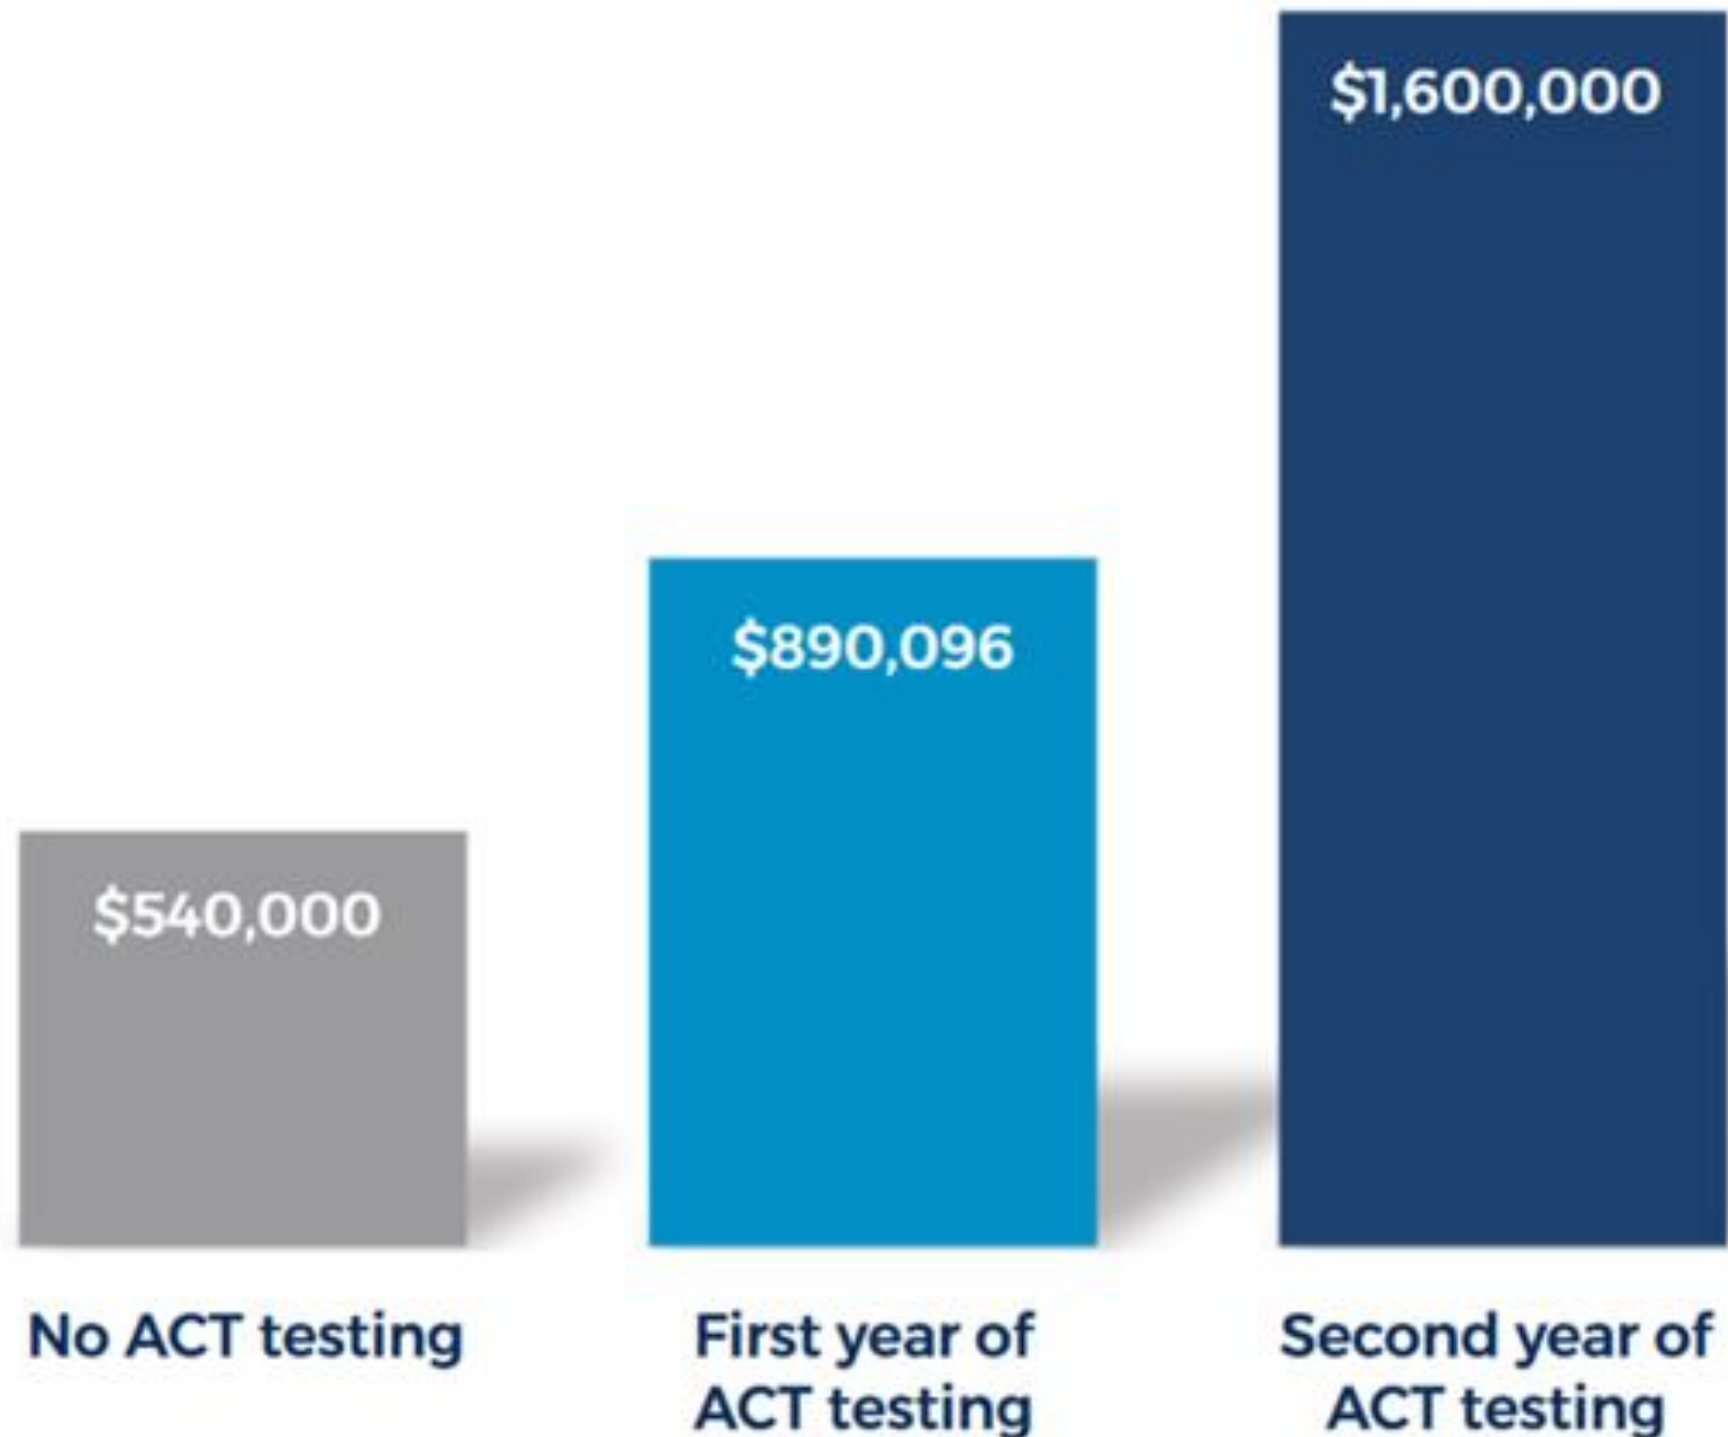 $1,600,000
$890,096
$540,000
No ACT testing
First year of
ACT testing
Second year of
ACT testing